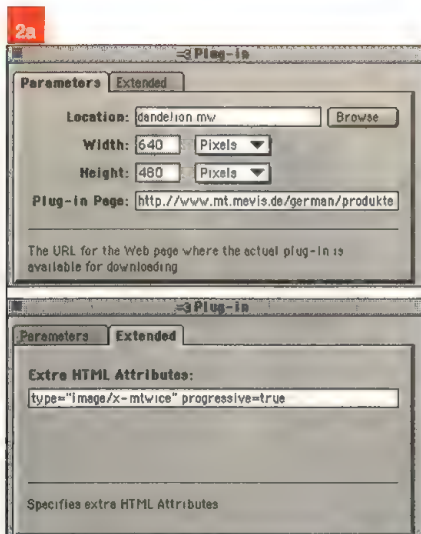 2a
Plug-in
Parameters Extended
Location: dandelion mw Browse
Width: 640 Pixels
Height: 480 Pixels
Plug-in Page: http://www.mt.mevis.de/german/produkte
The URL for the Web page where the actual plug-in is
available for downloading
Plug-in
Parameters Extended
Extra HTML Attributes:
type="image/x-mtwice" progressive=true
Specifies extra HTML Attributes